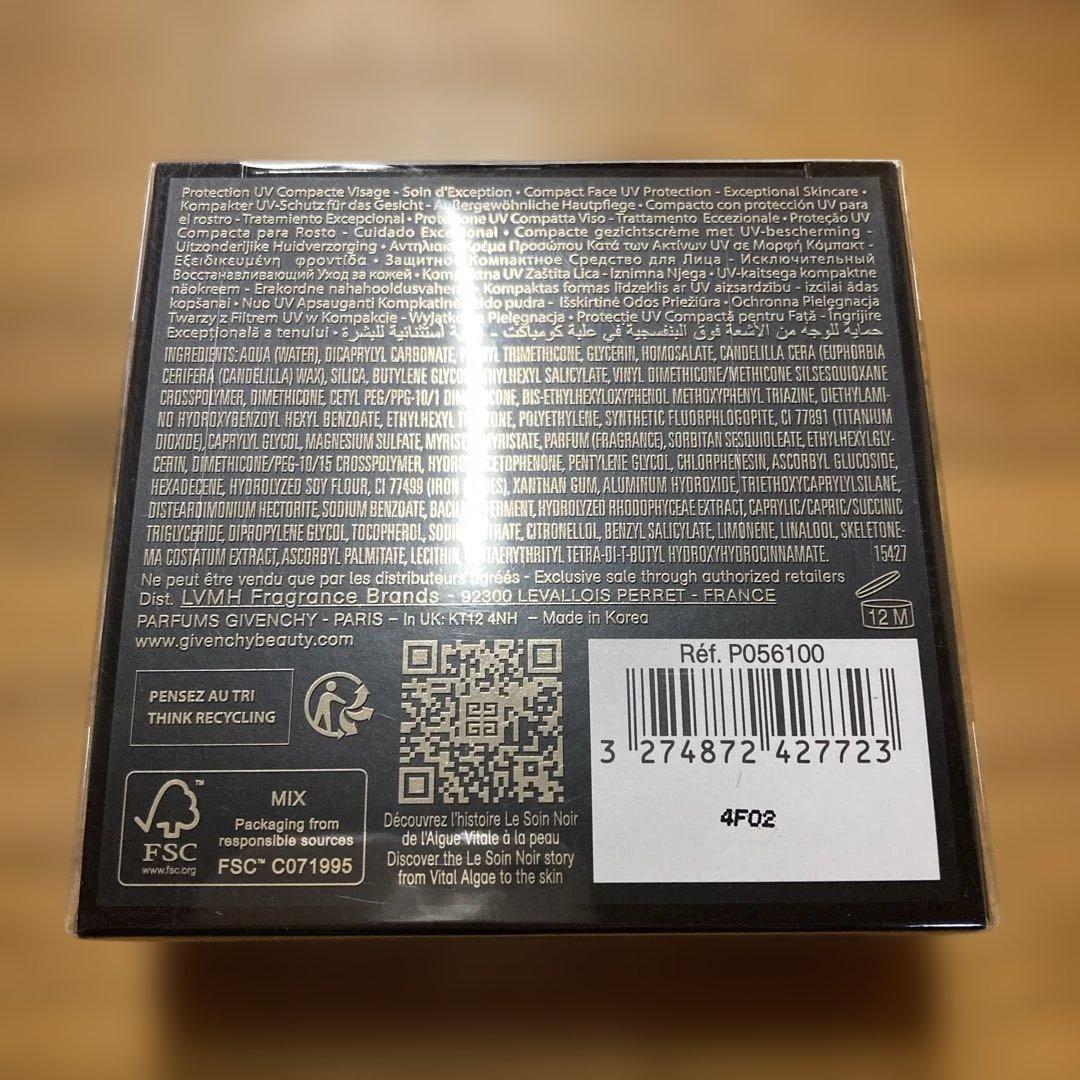 Protection UV Compacte Visage - Soin d'Exception • Compact Face UV Protection - Exceptional Skincare •
Kompakter UV-Schutz für das Gesicht - Außergewöhnliche Hautpflege • Compacto con protección UV para
el rostro - Tratamiento Excepcional • Protezione UV Compatta Viso - Trattamento Eccezionale • Proteção UV
Compacta para Rosto - Cuidado Excecional • Compacte gezichtscrème met UV-bescherming -
Uitzonderlijke Huidverzorging • Αντηλιακή Κρέμα Προσώπου Κατά των Ακτίνων UV σε Μορφή Κόμπακτ -
Εξειδικευμένη φροντίδα • Защитное Компактное Средство для Лица - Исключительный
Восстанавливающий Уход за кожей • Kompaktna UV Zaštita Lica - Iznimna Njega • UV-kaitsega kompaktne
näokreem - Erakordne nahahooldusvahend • Kompaktas formas līdzeklis ar UV aizsardzību - izcilai ādas
kopšanai • Nuo UV Apsauganti Kompaktinė Veido pudra - Išskirtinė Odos Priežiūra • Ochronna Pielęgnacja
Twarzy z Filtrem UV w Kompakcie - Wyjątkowa Pielęgnacja • Protecție UV Compactă pentru Față - Îngrijire
Excepțională a tenului • حماية للوجه من الأشعة فوق البنفسجية في علبة كومباكت - استثنائية للبشرة •
INGREDIENTS: AQUA (WATER), DICAPRYLYL CARBONATE, PHENYL TRIMETHICONE, GLYCERIN, HOMOSALATE, CANDELILLA CERA (EUPHORBIA
CERIFERA (CANDELILLA) WAX), SILICA, BUTYLENE GLYCOL, ETHYLHEXYL SALICYLATE, VINYL DIMETHICONE/METHICONE SILSESQUIOXANE
CROSSPOLYMER, DIMETHICONE, CETYL PEG/PPG-10/1 DIMETHICONE, BIS-ETHYLHEXYLOXYPHENOL METHOXYPHENYL TRIAZINE, DIETHYLAMI-
NO HYDROXYBENZOYL HEXYL BENZOATE, ETHYLHEXYL TRIAZONE, POLYETHYLENE, SYNTHETIC FLUORPHLOGOPITE, CI 77891 (TITANIUM
DIOXIDE), CAPRYLYL GLYCOL, MAGNESIUM SULFATE, MYRISTYL MYRISTATE, PARFUM (FRAGRANCE), SORBITAN SESQUIOLEATE, ETHYLHEXYLGLY-
CERIN, DIMETHICONE/PEG-10/15 CROSSPOLYMER, HYDROXYACETOPHENONE, PENTYLENE GLYCOL, CHLORPHENESIN, ASCORBYL GLUCOSIDE,
HEXADECENE, HYDROLYZED SOY FLOUR, CI 77499 (IRON OXIDES), XANTHAN GUM, ALUMINUM HYDROXIDE, TRIETHOXYCAPRYLYLSILANE,
DISTEARDIMONIUM HECTORITE, SODIUM BENZOATE, BACILLUS FERMENT, HYDROLYZED RHODOPHYCEAE EXTRACT, CAPRYLIC/CAPRIC/SUCCINIC
TRIGLYCERIDE, DIPROPYLENE GLYCOL, TOCOPHEROL, SODIUM CITRATE, CITRONELLOL, BENZYL SALICYLATE, LIMONENE, LINALOOL, SKELETONE-
MA COSTATUM EXTRACT, ASCORBYL PALMITATE, LECITHIN, PENTAERYTHRITYL TETRA-DI-T-BUTYL HYDROXYHYDROCINNAMATE. 15427
Ne peut être vendu que par les distributeurs agréés - Exclusive sale through authorized retailers
Dist. LVMH Fragrance Brands - 92300 LEVALLOIS PERRET - FRANCE
PARFUMS GIVENCHY - PARIS – In UK: KT12 4NH – Made in Korea
www.givenchybeauty.com
12 M
PENSEZ AU TRI
THINK RECYCLING
FSC™
www.fsc.org
MIX
Packaging from
responsible sources
FSC™ C071995
Découvrez l'histoire Le Soin Noir
de l'Algue Vitale à la peau
Discover the Le Soin Noir story
from Vital Algae to the skin
Réf. P056100
3 274872 427723
4F02